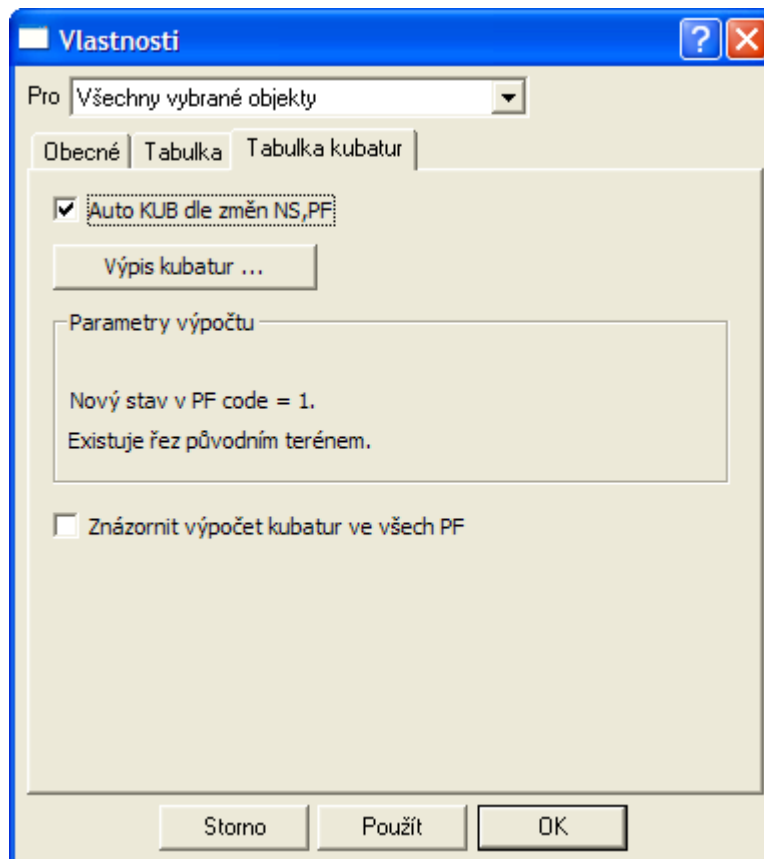 Vlastnosti
Pro Všechny vybrané objekty
Obecné Tabulka Tabulka kubatur
Auto KUB dle změn NS,PF
Výpis kubatur ...
Parametry výpočtu
Nový stav v PF code = 1.
Existuje řez původním terénem.
Znázornit výpočet kubatur ve všech PF
Storno Použít OK